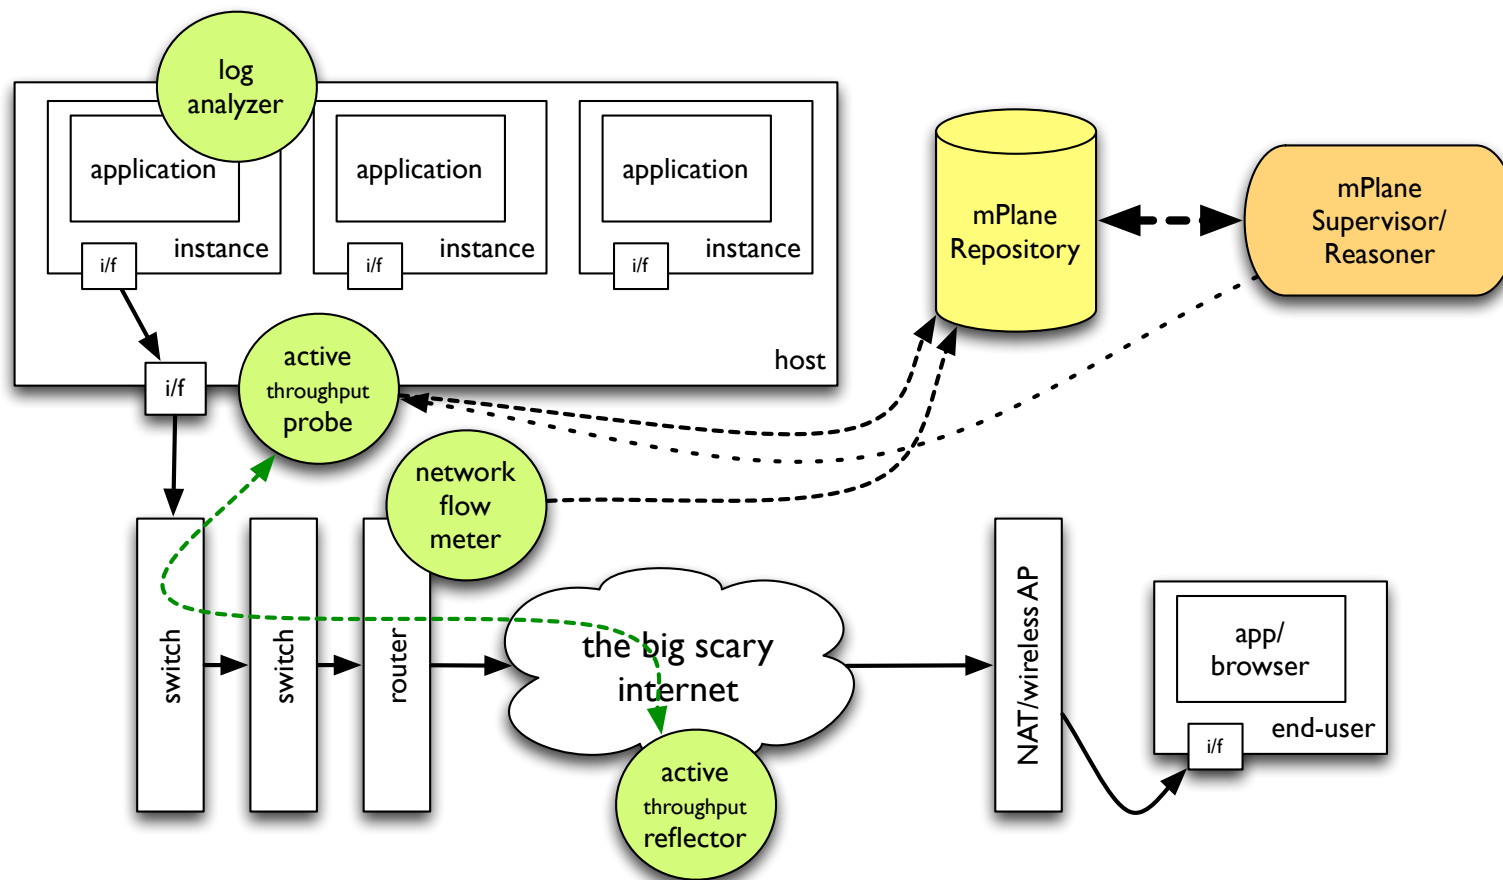 log
analyzer
application
application
application
instance
instance
instance
i/f
i/f
i/f
host
i/f
active
throughput
probe
mPlane
Repository
mPlane
Supervisor/
Reasoner
network
flow
meter
switch
switch
router
the big scary
internet
active
throughput
reflector
NAT/wireless AP
app/
browser
end-user
i/f